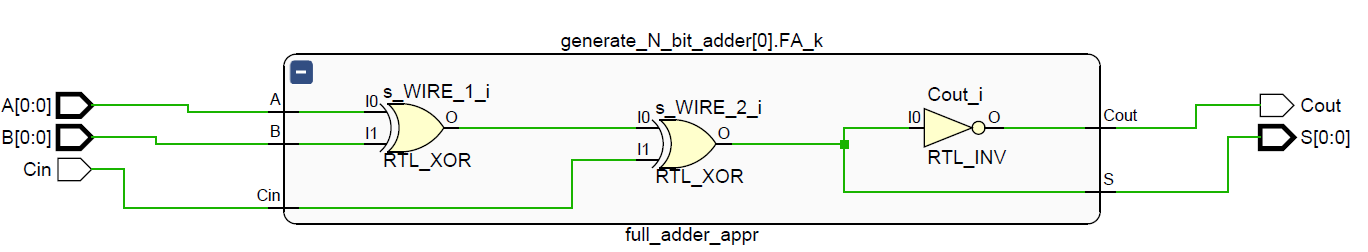 generate_N_bit_adder[0].FA_k
s_WIRE_1_i
s_WIRE_2_i
Cout_i
A[0:0]
A
I0
O
I0
O
I0
O
Cout
Cout
B[0:0]
B
I1
I1
S[0:0]
RTL_XOR
RTL_XOR
RTL_INV
Cin
Cin
S
full_adder_appr